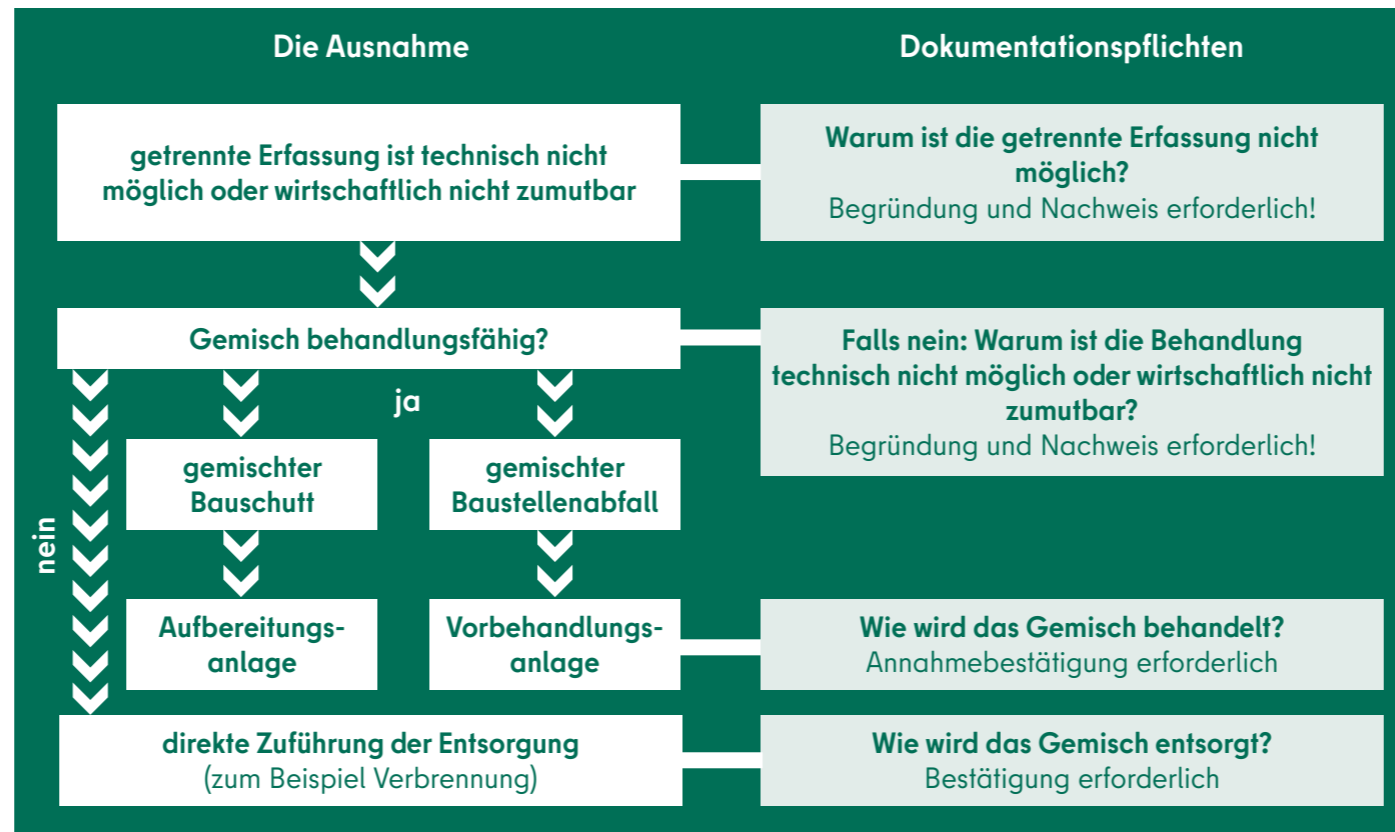 Die Ausnahme
Dokumentationspflichten
getrennte Erfassung ist technisch nicht
möglich oder wirtschaftlich nicht zumutbar
Warum ist die getrennte Erfassung nicht
möglich?
Begründung und Nachweis erforderlich!
Gemisch behandlungsfähig?
Falls nein: Warum ist die Behandlung
technisch nicht möglich oder wirtschaftlich nicht
zumutbar?
Begründung und Nachweis erforderlich!
ja
nein
gemischter
Bauschutt
gemischter
Baustellenabfall
Aufbereitungs-
anlage
Vorbehandlungs-
anlage
Wie wird das Gemisch behandelt?
Annahmebestätigung erforderlich
direkte Zuführung der Entsorgung
(zum Beispiel Verbrennung)
Wie wird das Gemisch entsorgt?
Bestätigung erforderlich